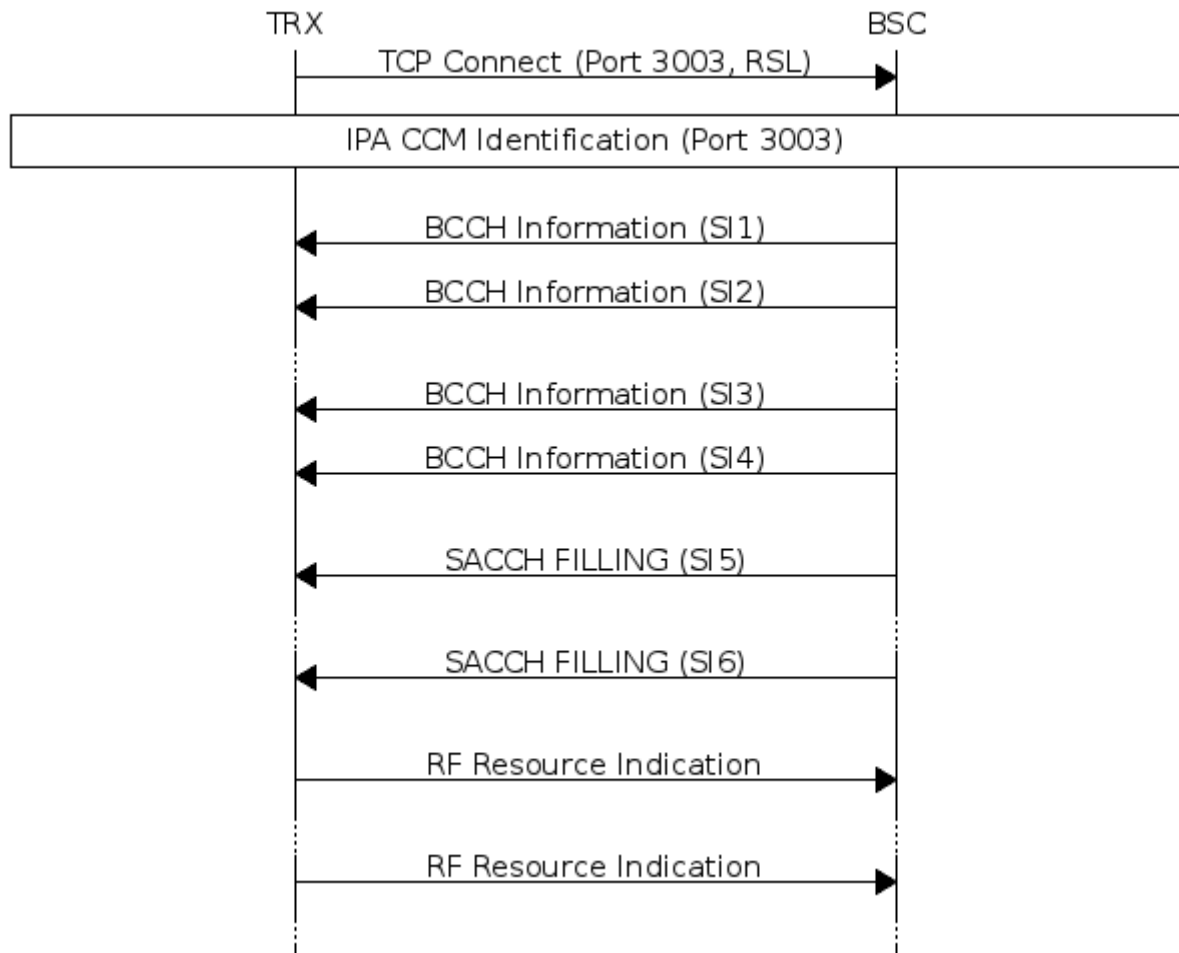 TRX BSC
TCP Connect (Port 3003, RSL)
IPA CCM Identification (Port 3003)
BCCH Information (SI1)
BCCH Information (SI2)
BCCH Information (SI3)
BCCH Information (SI4)
SACCH FILLING (SI5)
SACCH FILLING (SI6)
RF Resource Indication
RF Resource Indication